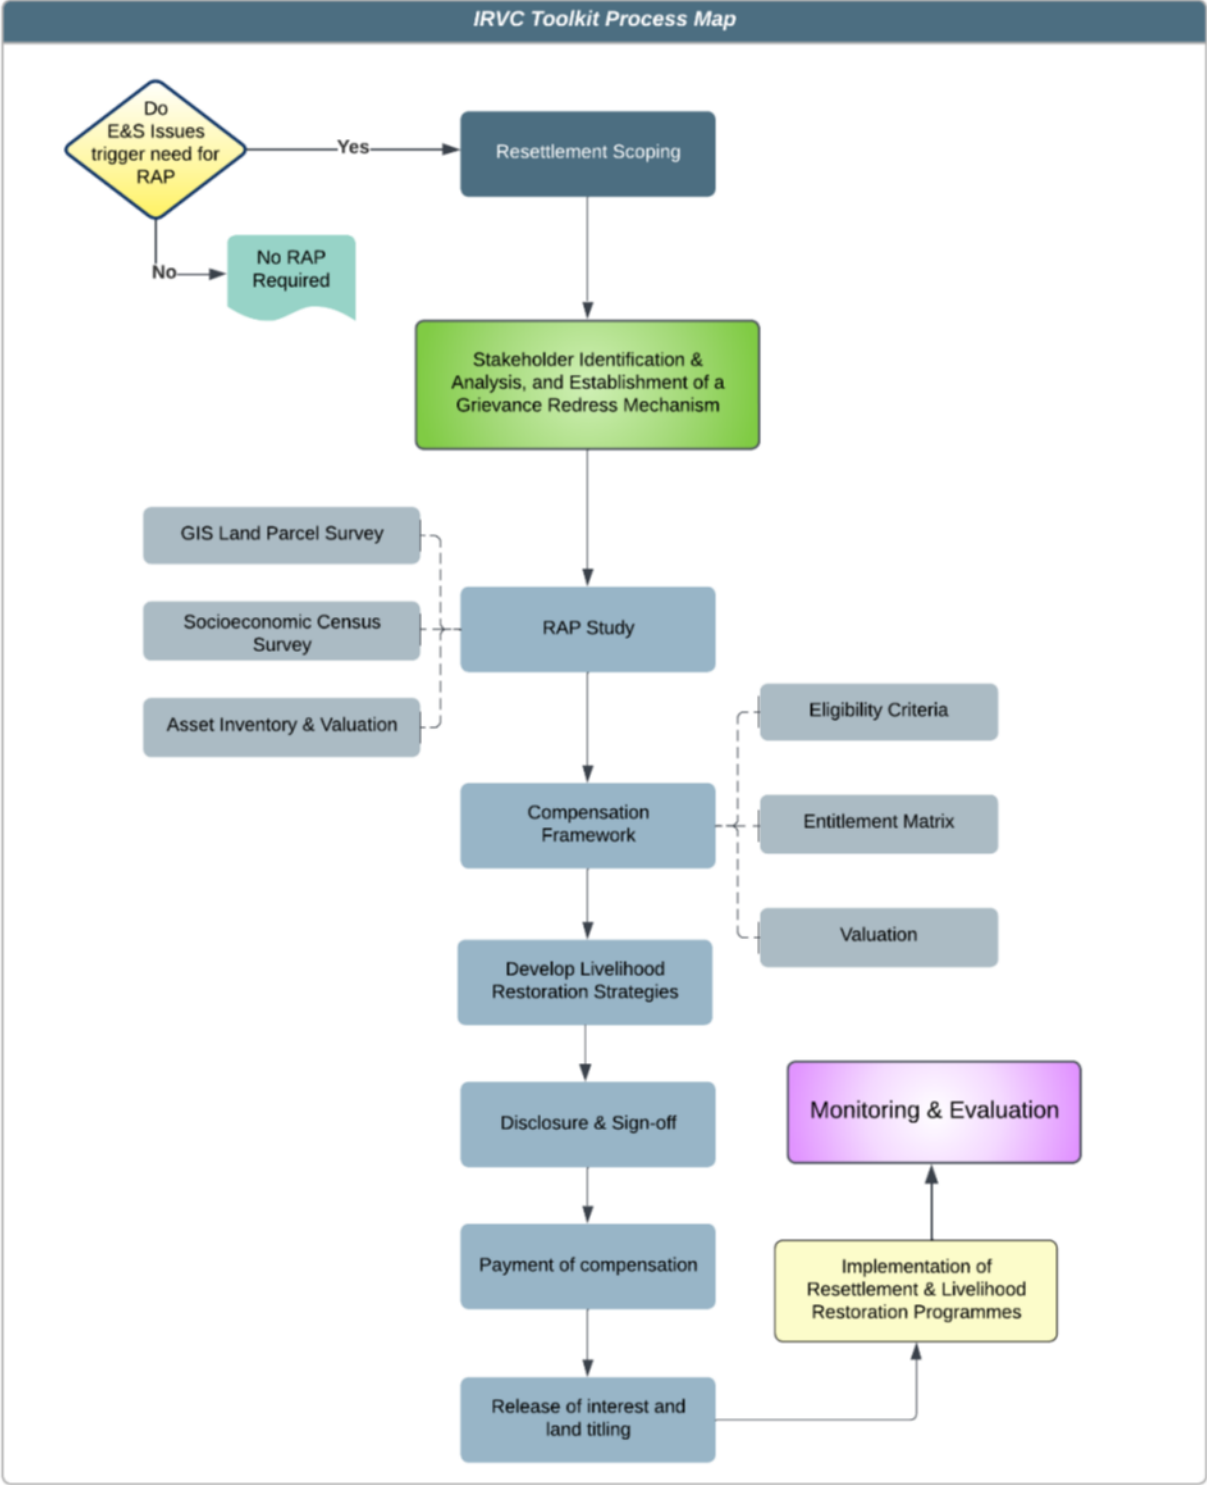 IRVC Toolkit Process Map
Do
E&S Issues
trigger need for
RAP
Yes
Resettlement Scoping
No
No RAP
Required
Stakeholder Identification &
Analysis, and Establishment of a
Grievance Redress Mechanism
GIS Land Parcel Survey
Socioeconomic Census
Survey
Asset Inventory & Valuation
RAP Study
Eligibility Criteria
Entitlement Matrix
Valuation
Compensation
Framework
Develop Livelihood
Restoration Strategies
Disclosure & Sign-off
Payment of compensation
Release of interest and
land titling
Implementation of
Resettlement & Livelihood
Restoration Programmes
Monitoring & Evaluation